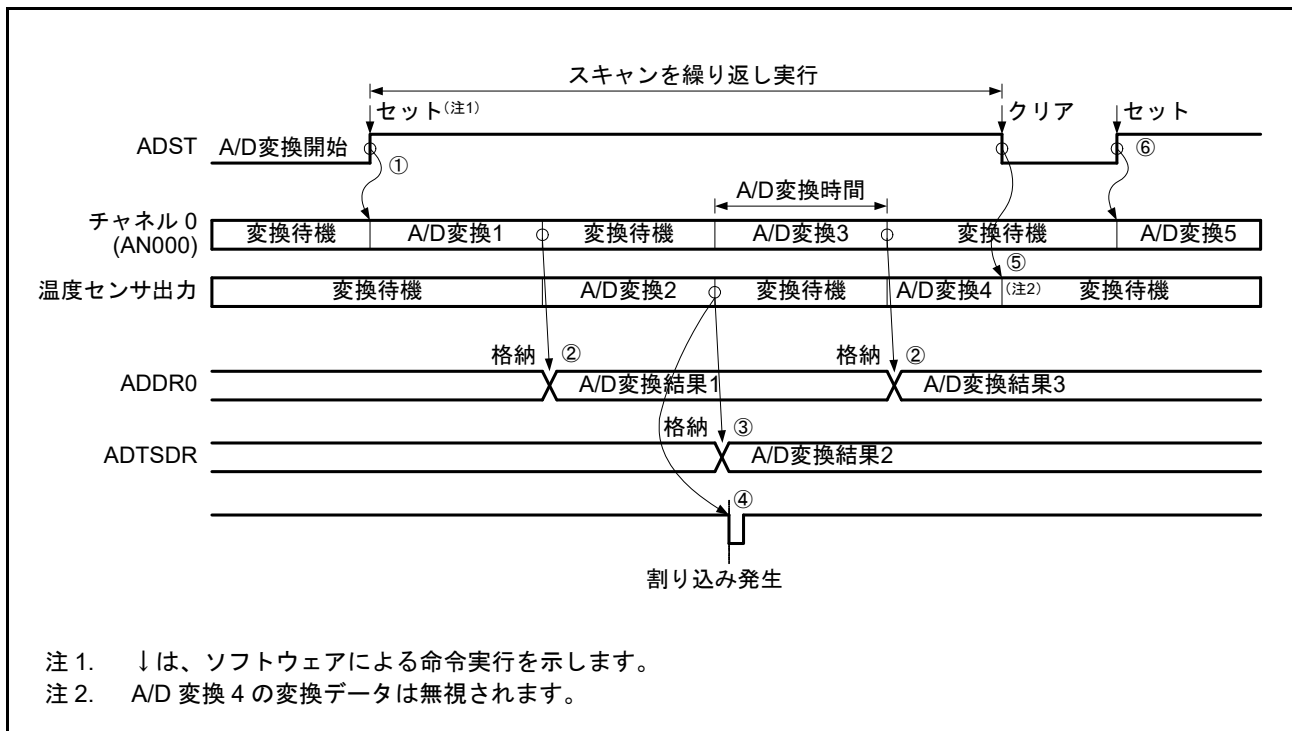 スキャンを繰り返し実行
セット(注1)
クリア
セット
ADST
A/D変換開始
①
⑥
A/D変換時間
チャネル 0
(AN000)
変換待機
A/D変換1
変換待機
A/D変換3
変換待機
A/D変換5
⑤
温度センサ出力
変換待機
A/D変換2
変換待機
A/D変換4
(注2)
変換待機
格納
②
格納
②
ADDR0
A/D変換結果1
A/D変換結果3
格納
③
ADTSDR
A/D変換結果2
④
割り込み発生
注 1. ↓は、ソフトウェアによる命令実行を示します。
注 2. A/D 変換 4 の変換データは無視されます。